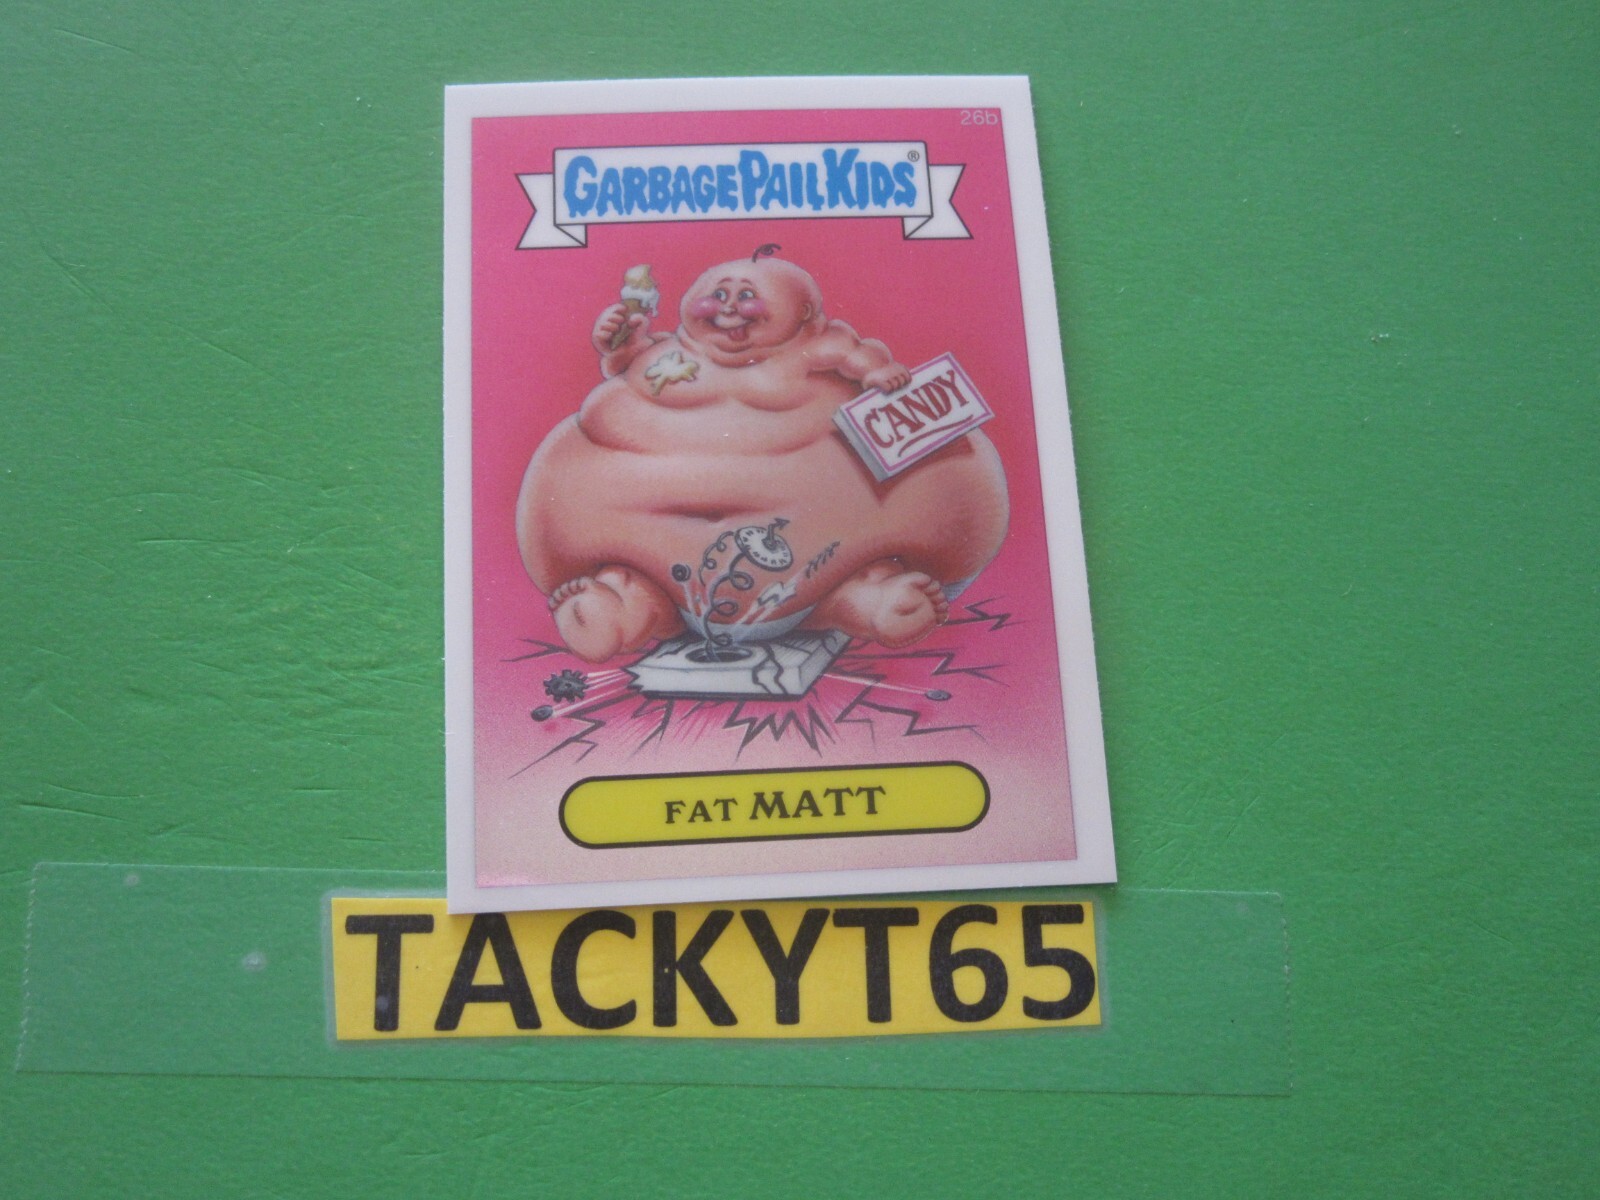 26b
GARBAGE PAIL KIDS®
CANDY
FAT MATT
TACKYT65